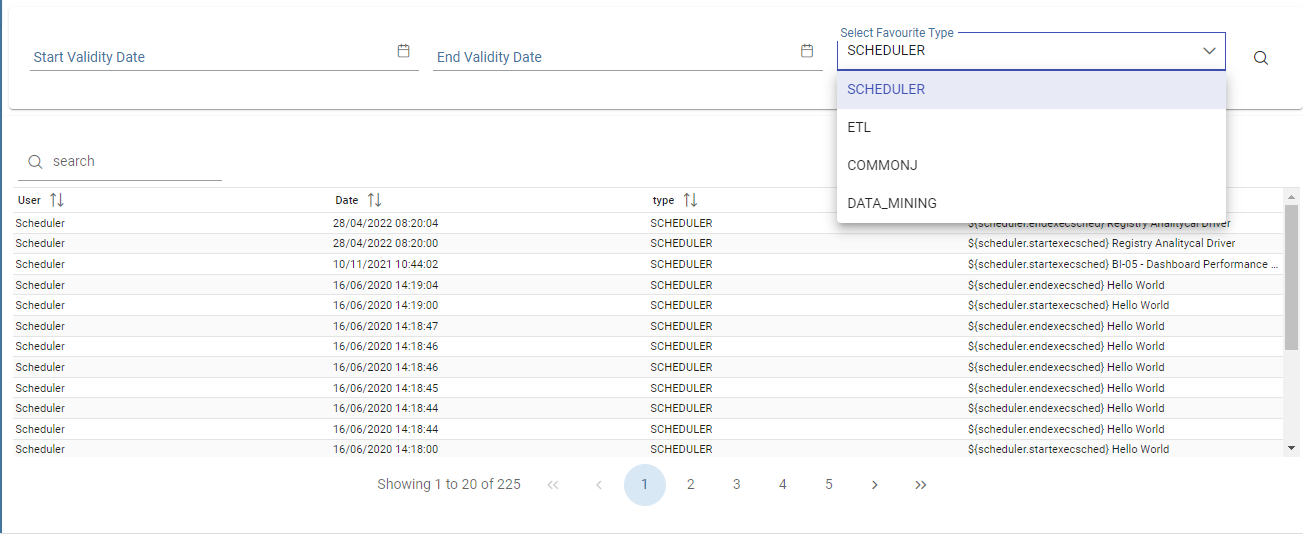 Select Favourite Type
Start Validity Date End Validity Date SCHEDULER
SCHEDULER
ETL
COMMONJ
DATA_MINING
search
User Date type
Scheduler 28/04/2022 08:20:04 SCHEDULER ${scheduler.endexecsched} Registry Analitycal Driver
Scheduler 28/04/2022 08:20:00 SCHEDULER ${scheduler.startexecsched} Registry Analitycal Driver
Scheduler 10/11/2021 10:44:02 SCHEDULER ${scheduler.startexecsched} BI-05 - Dashboard Performance ...
Scheduler 16/06/2020 14:19:04 SCHEDULER ${scheduler.endexecsched} Hello World
Scheduler 16/06/2020 14:19:00 SCHEDULER ${scheduler.startexecsched} Hello World
Scheduler 16/06/2020 14:18:47 SCHEDULER ${scheduler.endexecsched} Hello World
Scheduler 16/06/2020 14:18:46 SCHEDULER ${scheduler.endexecsched} Hello World
Scheduler 16/06/2020 14:18:46 SCHEDULER ${scheduler.endexecsched} Hello World
Scheduler 16/06/2020 14:18:45 SCHEDULER ${scheduler.endexecsched} Hello World
Scheduler 16/06/2020 14:18:44 SCHEDULER ${scheduler.endexecsched} Hello World
Scheduler 16/06/2020 14:18:44 SCHEDULER ${scheduler.endexecsched} Hello World
Scheduler 16/06/2020 14:18:00 SCHEDULER ${scheduler.startexecsched} Hello World
Showing 1 to 20 of 225 << < 1 2 3 4 5 > >>